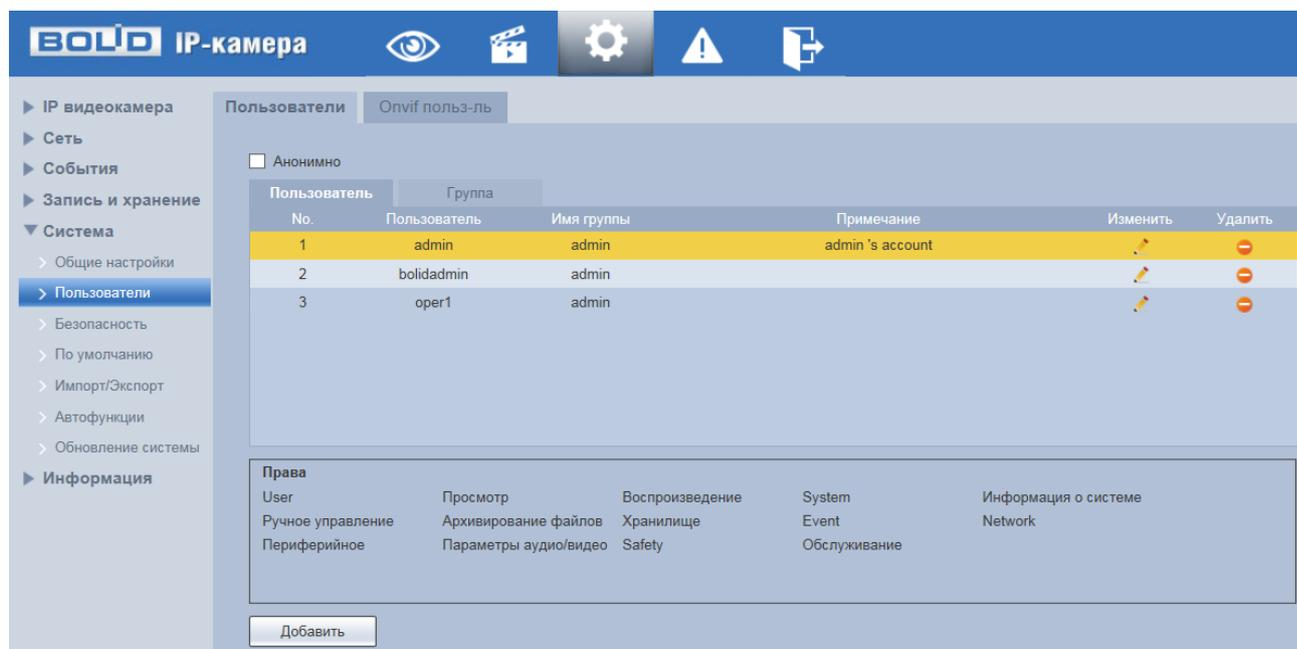 BOLID IP-камера
IP видеокамера
Сеть
События
Запись и хранение
Система
Общие настройки
Пользователи
Безопасность
По умолчанию
Импорт/Экспорт
Автофункции
Обновление системы
Информация
Пользователи Onvif польз-ль
Анонимно
Пользователь Группа
No. Пользователь Имя группы Примечание Изменить Удалить
1 admin admin admin 's account
2 bolidadmin admin
3 oper1 admin
Права
User Просмотр Воспроизведение System Информация о системе
Ручное управление Архивирование файлов Хранилище Event Network
Периферийное Параметры аудио/видео Safety Обслуживание
Добавить